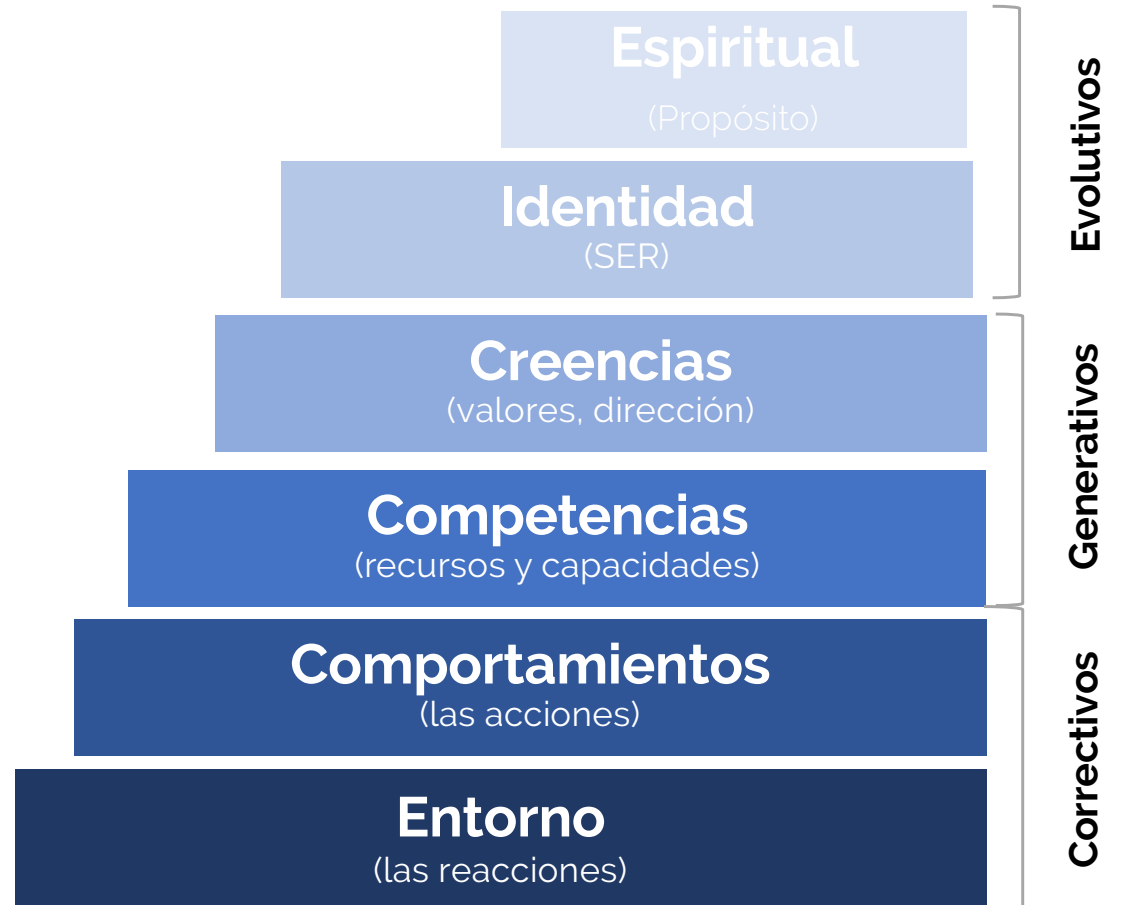 Espiritual
(Propósito)
Identidad
(SER)
Evolutivos
Creencias
(valores, dirección)
Competencias
(recursos y capacidades)
Generativos
Comportamientos
(las acciones)
Entorno
(las reacciones)
Correctivos